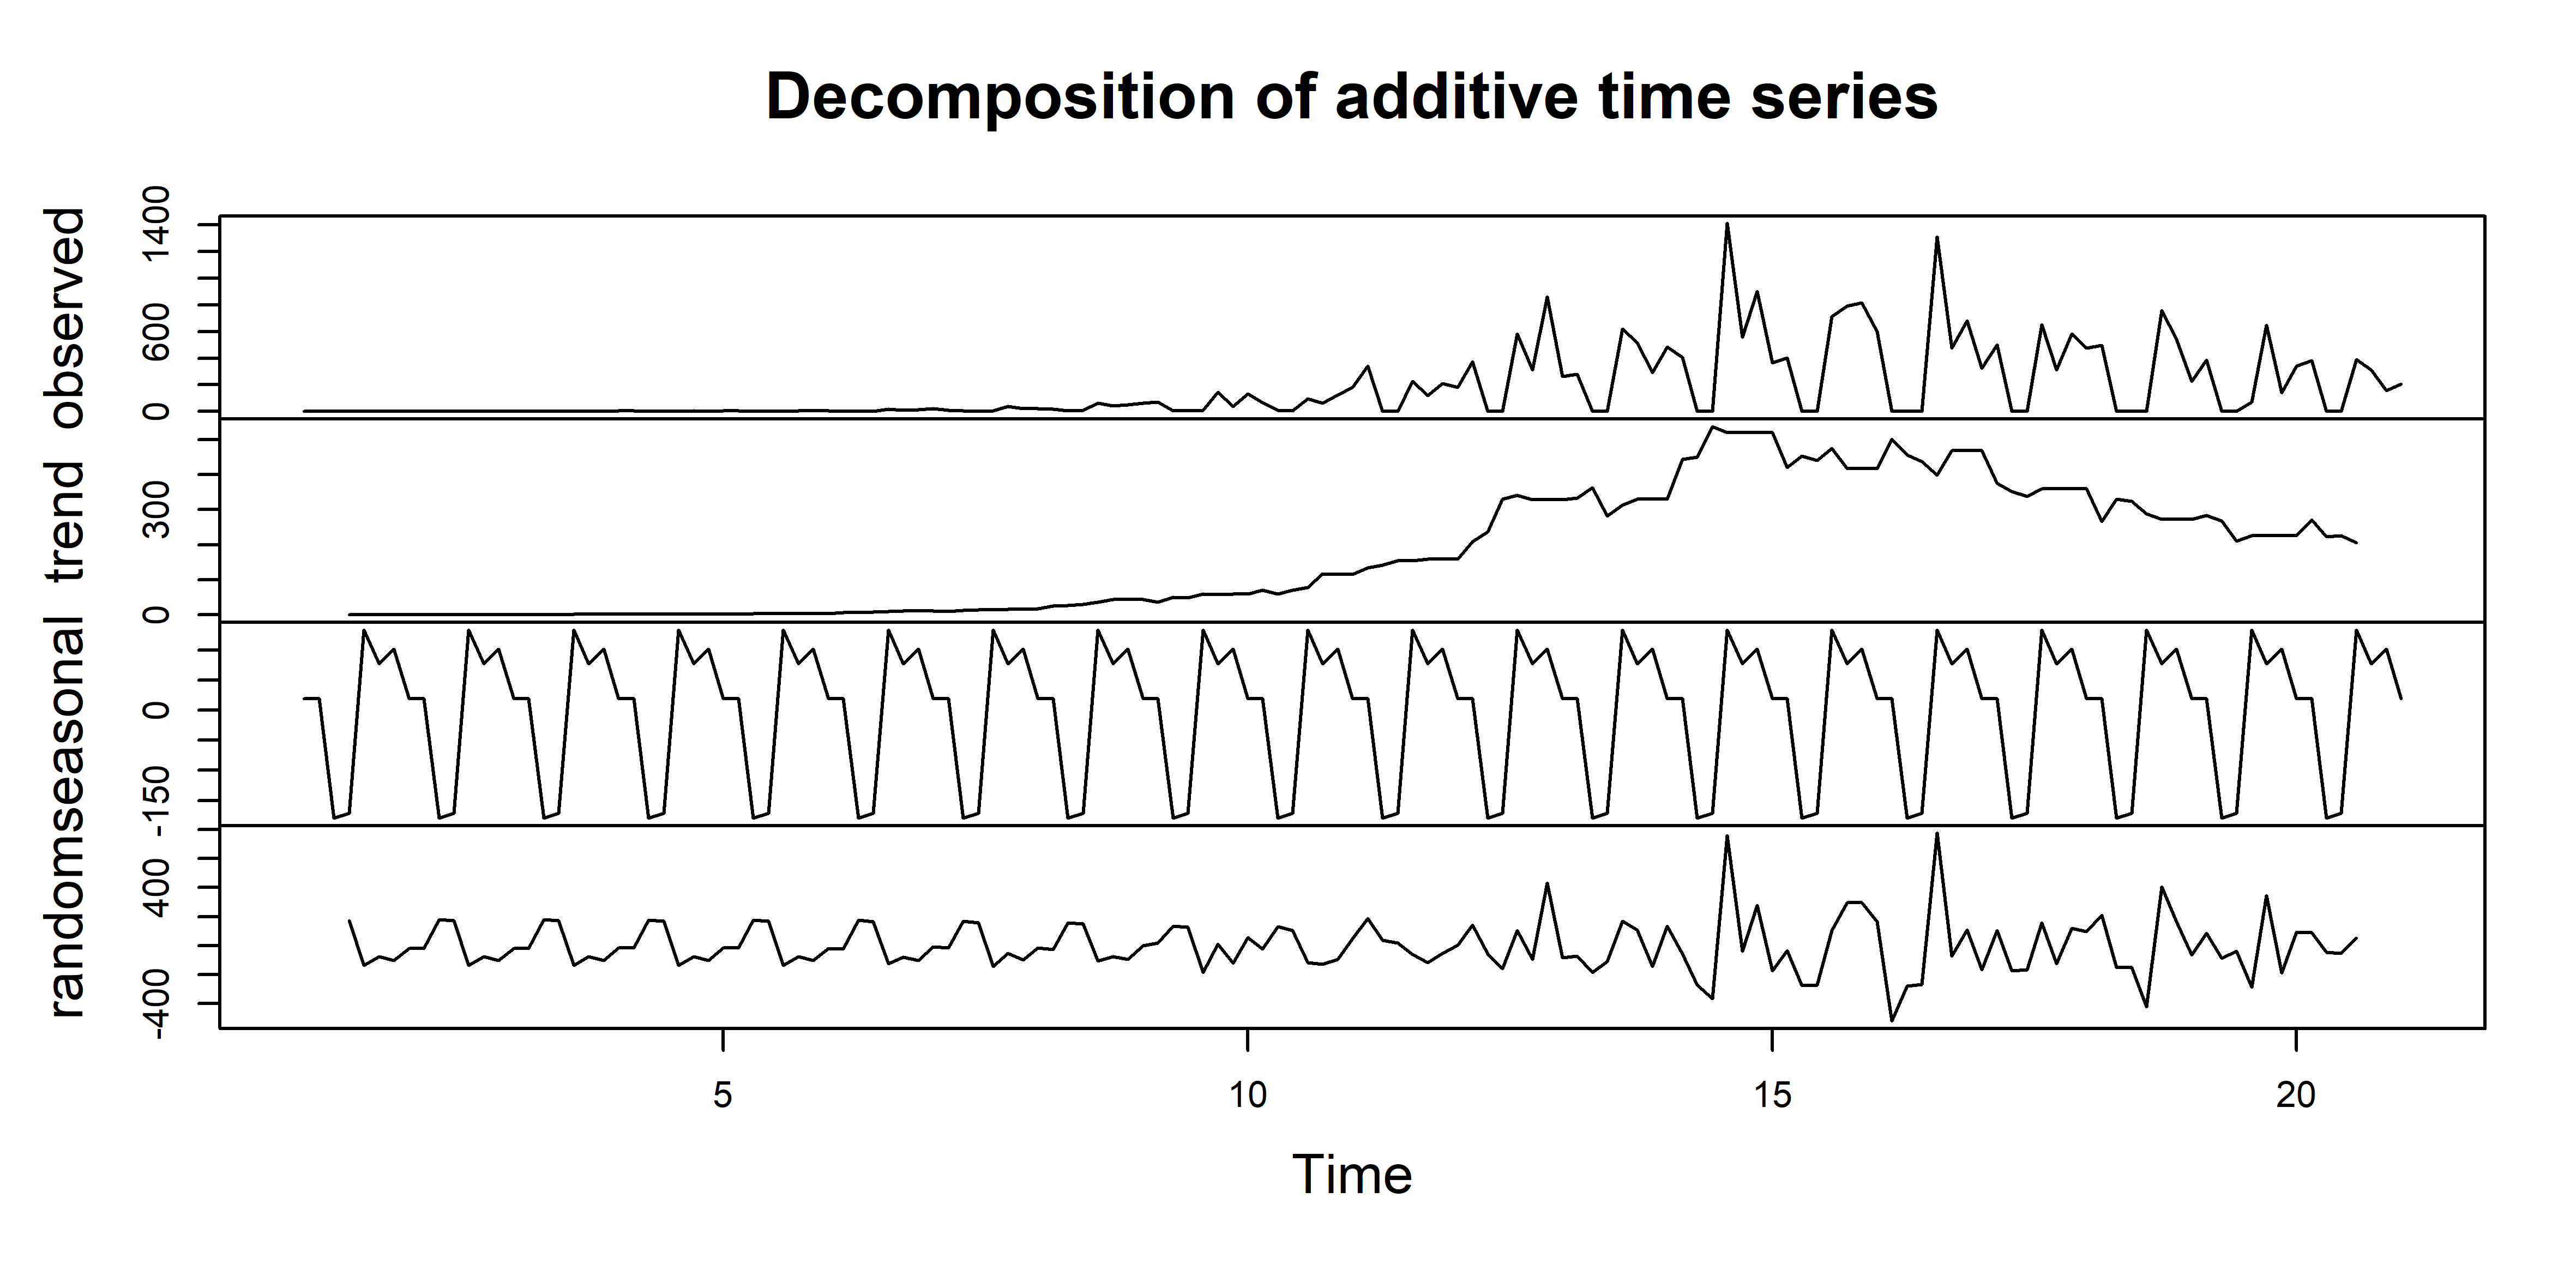 Decomposition of additive time series
observed
0 600 1400
trend
0 300
seasonal
-150 0
random
-400 400
5 10 15 20
Time